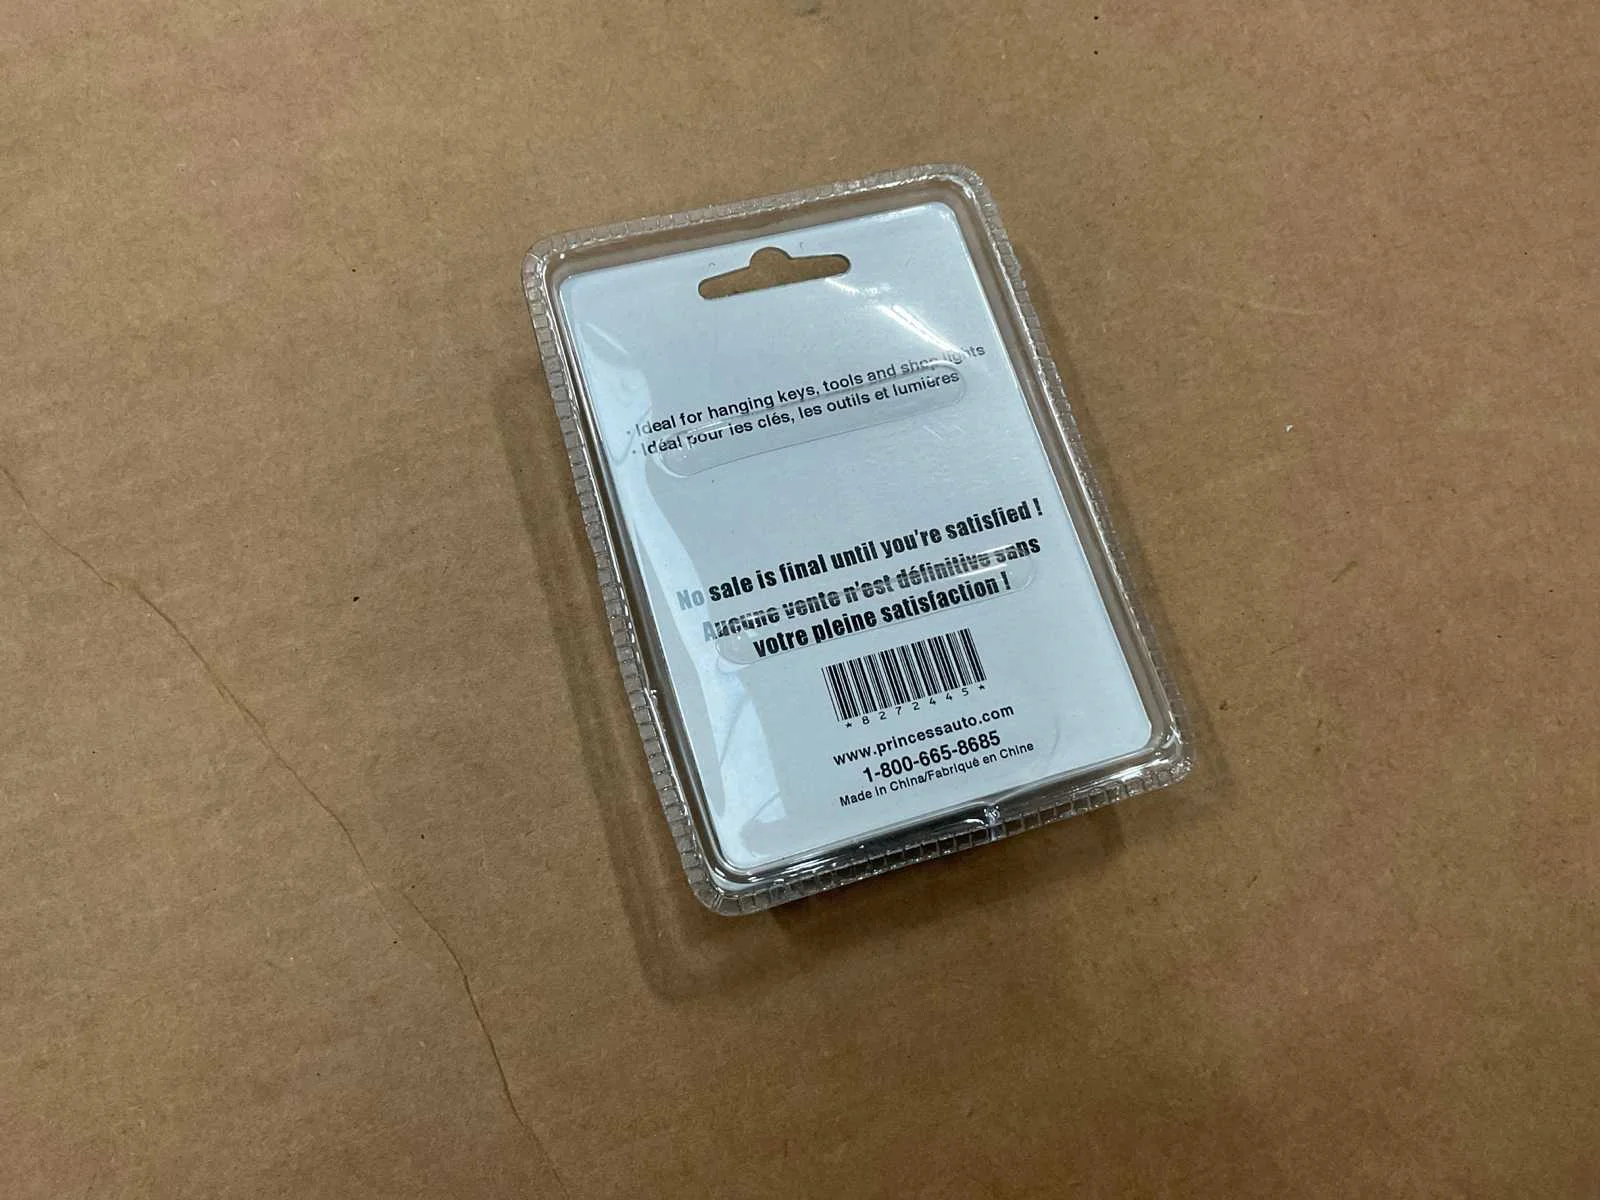 · Ideal for hanging keys, tools and shop lights
· Idéal pour les clés, les outils et lumières
No sale is final until you're satisfied !
Aucune vente n'est définitive sans
votre pleine satisfaction !
*8272445*
www.princessauto.com
1-800-665-8685
Made in China/Fabriqué en Chine